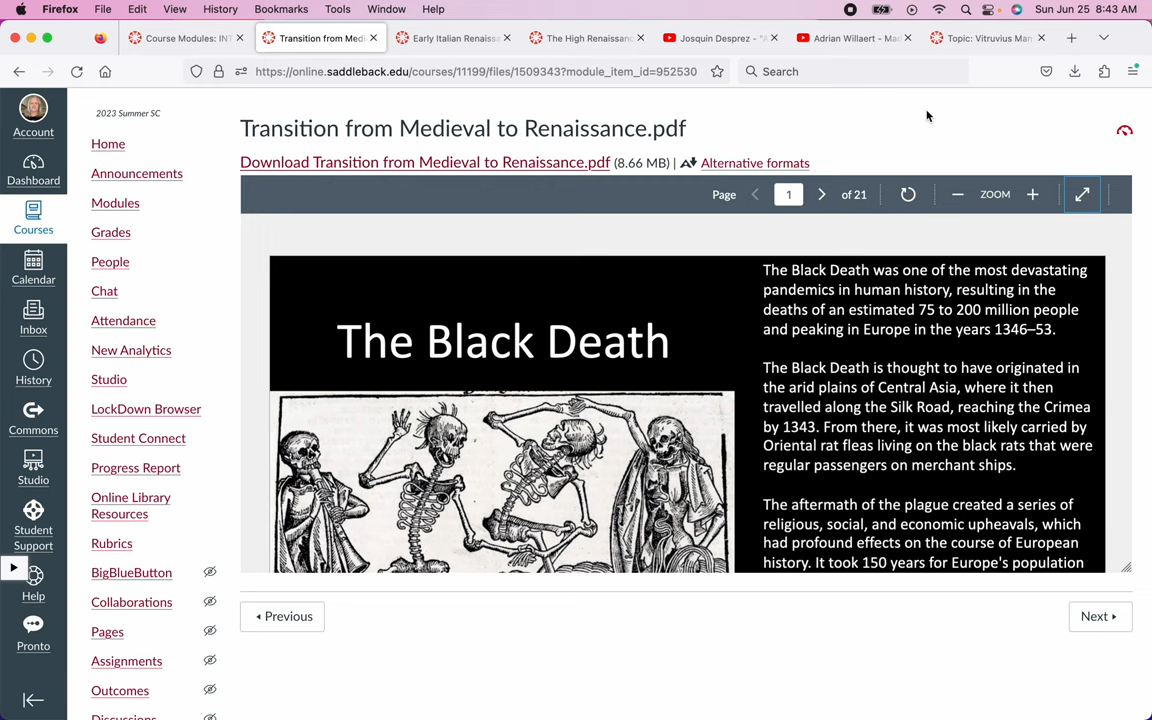 Firefox File Edit View History Bookmarks Tools Window Help Sun Jun 25 8:43 AM
Course Modules: INT Transition from Medi Early Italian Renaiss The High Renaissanc Josquin Desprez - "A Adrian Willaert - Mad Topic: Vitruvius Man
https://online.saddleback.edu/courses/11199/files/1509343?module_item_id=952530 Search
Account
Dashboard
Courses
Calendar
Inbox
History
Commons
Studio
Student
Support
Help
Pronto
2023 Summer SC
Home
Announcements
Modules
Grades
People
Chat
Attendance
New Analytics
Studio
LockDown Browser
Student Connect
Progress Report
Online Library
Resources
Rubrics
BigBlueButton
Collaborations
Pages
Assignments
Outcomes
Discussions
Transition from Medieval to Renaissance.pdf
Download Transition from Medieval to Renaissance.pdf (8.66 MB) | Alternative formats
Page 1 of 21 ZOOM
The Black Death
The Black Death was one of the most devastating
pandemics in human history, resulting in the
deaths of an estimated 75 to 200 million people
and peaking in Europe in the years 1346–53.
The Black Death is thought to have originated in
the arid plains of Central Asia, where it then
travelled along the Silk Road, reaching the Crimea
by 1343. From there, it was most likely carried by
Oriental rat fleas living on the black rats that were
regular passengers on merchant ships.
The aftermath of the plague created a series of
religious, social, and economic upheavals, which
had profound effects on the course of European
history. It took 150 years for Europe's population
Previous
Next